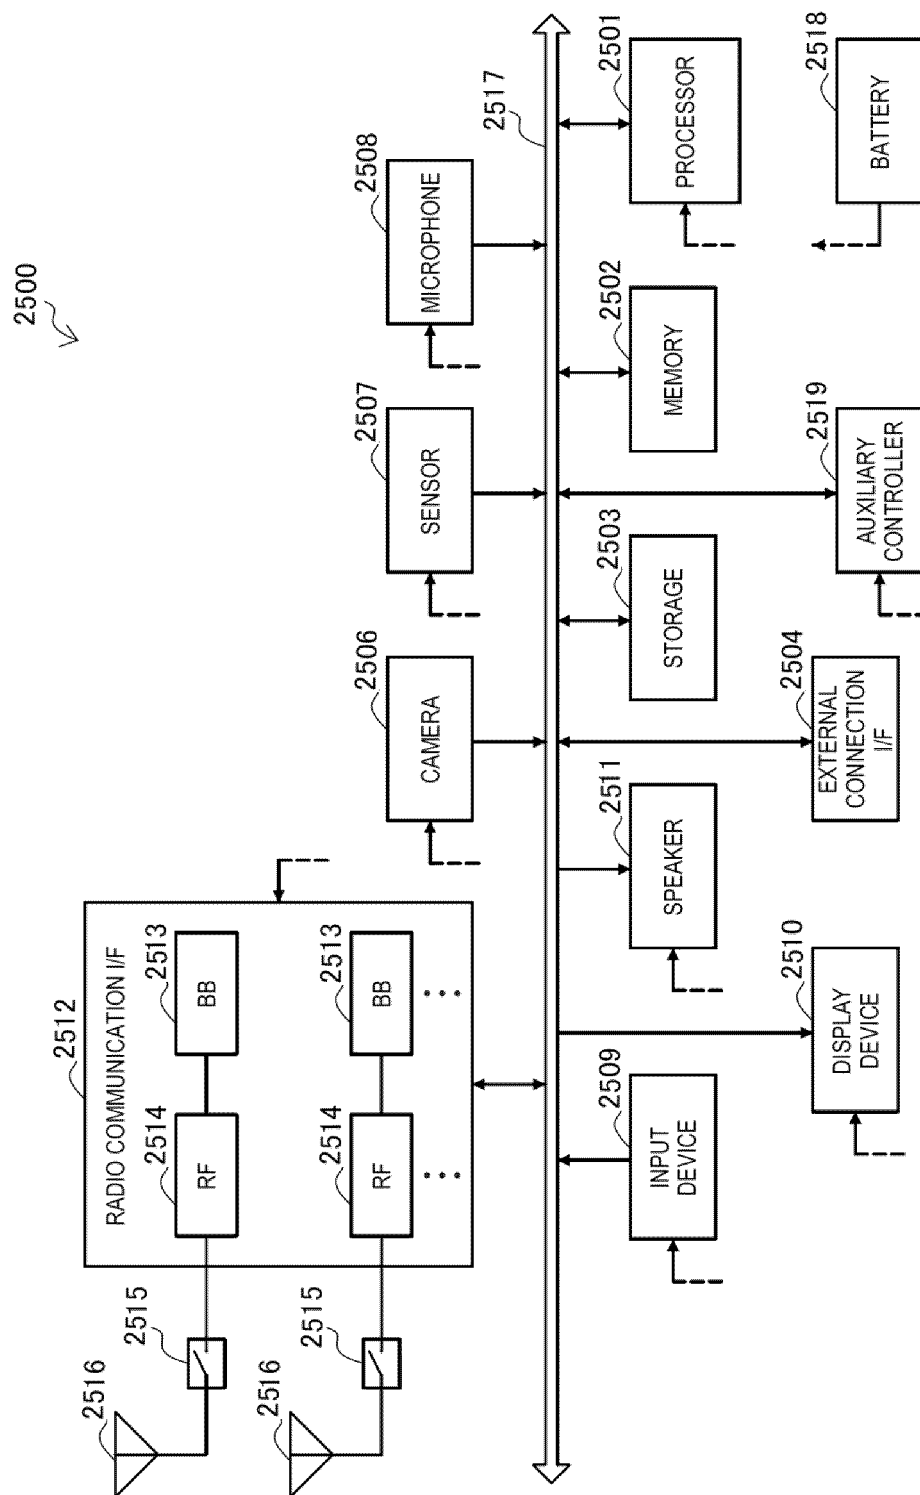 2500
2512
RADIO COMMUNICATION I/F
2516
2515
2514
RF
2513
BB
2516
2515
2514
RF
2513
BB
2506
CAMERA
2507
SENSOR
2508
MICROPHONE
2517
2509
INPUT
DEVICE
2511
SPEAKER
2503
STORAGE
2502
MEMORY
2501
PROCESSOR
2510
DISPLAY
DEVICE
2504
EXTERNAL
CONNECTION
I/F
2519
AUXILIARY
CONTROLLER
2518
BATTERY